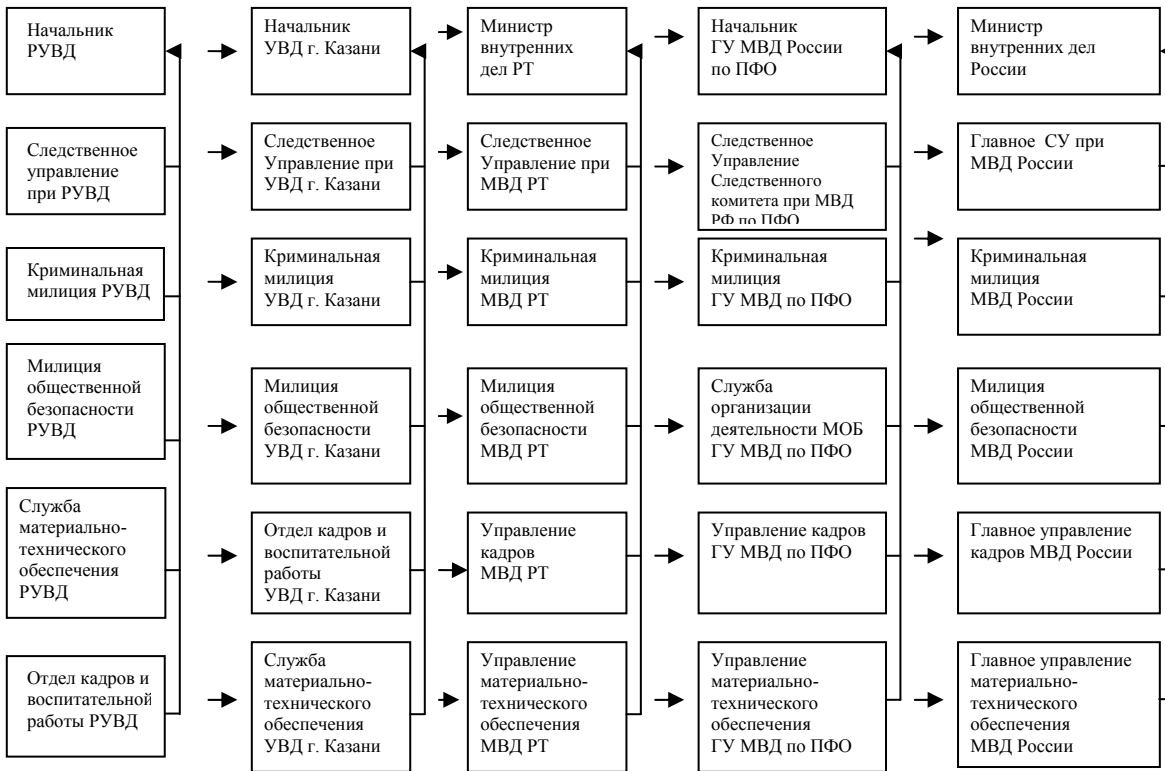 Начальник
РУВД
Начальник
УВД г. Казани
Министр
внутренних
дел РТ
Начальник
ГУ МВД России
по ПФО
Министр
внутренних дел
России
Следственное
управление
при РУВД
Следственное
Управление при
УВД г. Казани
Следственное
Управление при
МВД РТ
Следственное
Управление
Следственного
комитета при МВД
РФ по ПФО
Главное СУ при
МВД России
Криминальная
милиция РУВД
Криминальная
милиция
УВД г. Казани
Криминальная
милиция
МВД РТ
Криминальная
милиция
ГУ МВД по ПФО
Криминальная
милиция
МВД России
Милиция
общественной
безопасности
РУВД
Милиция
общественной
безопасности
УВД г. Казани
Милиция
общественной
безопасности
МВД РТ
Служба
организации
деятельности МОБ
ГУ МВД по ПФО
Милиция
общественной
безопасности
МВД России
Служба
материально-
технического
обеспечения
РУВД
Отдел кадров и
воспитательной
работы
УВД г. Казани
Управление
кадров
МВД РТ
Управление кадров
ГУ МВД по ПФО
Главное управление
кадров МВД России
Отдел кадров и
воспитательной
работы РУВД
Служба
материально-
технического
обеспечения
УВД г. Казани
Управление
материально-
технического
обеспечения
МВД РТ
Управление
материально-
технического
обеспечения
ГУ МВД по ПФО
Главное управление
материально-
технического
обеспечения
МВД России